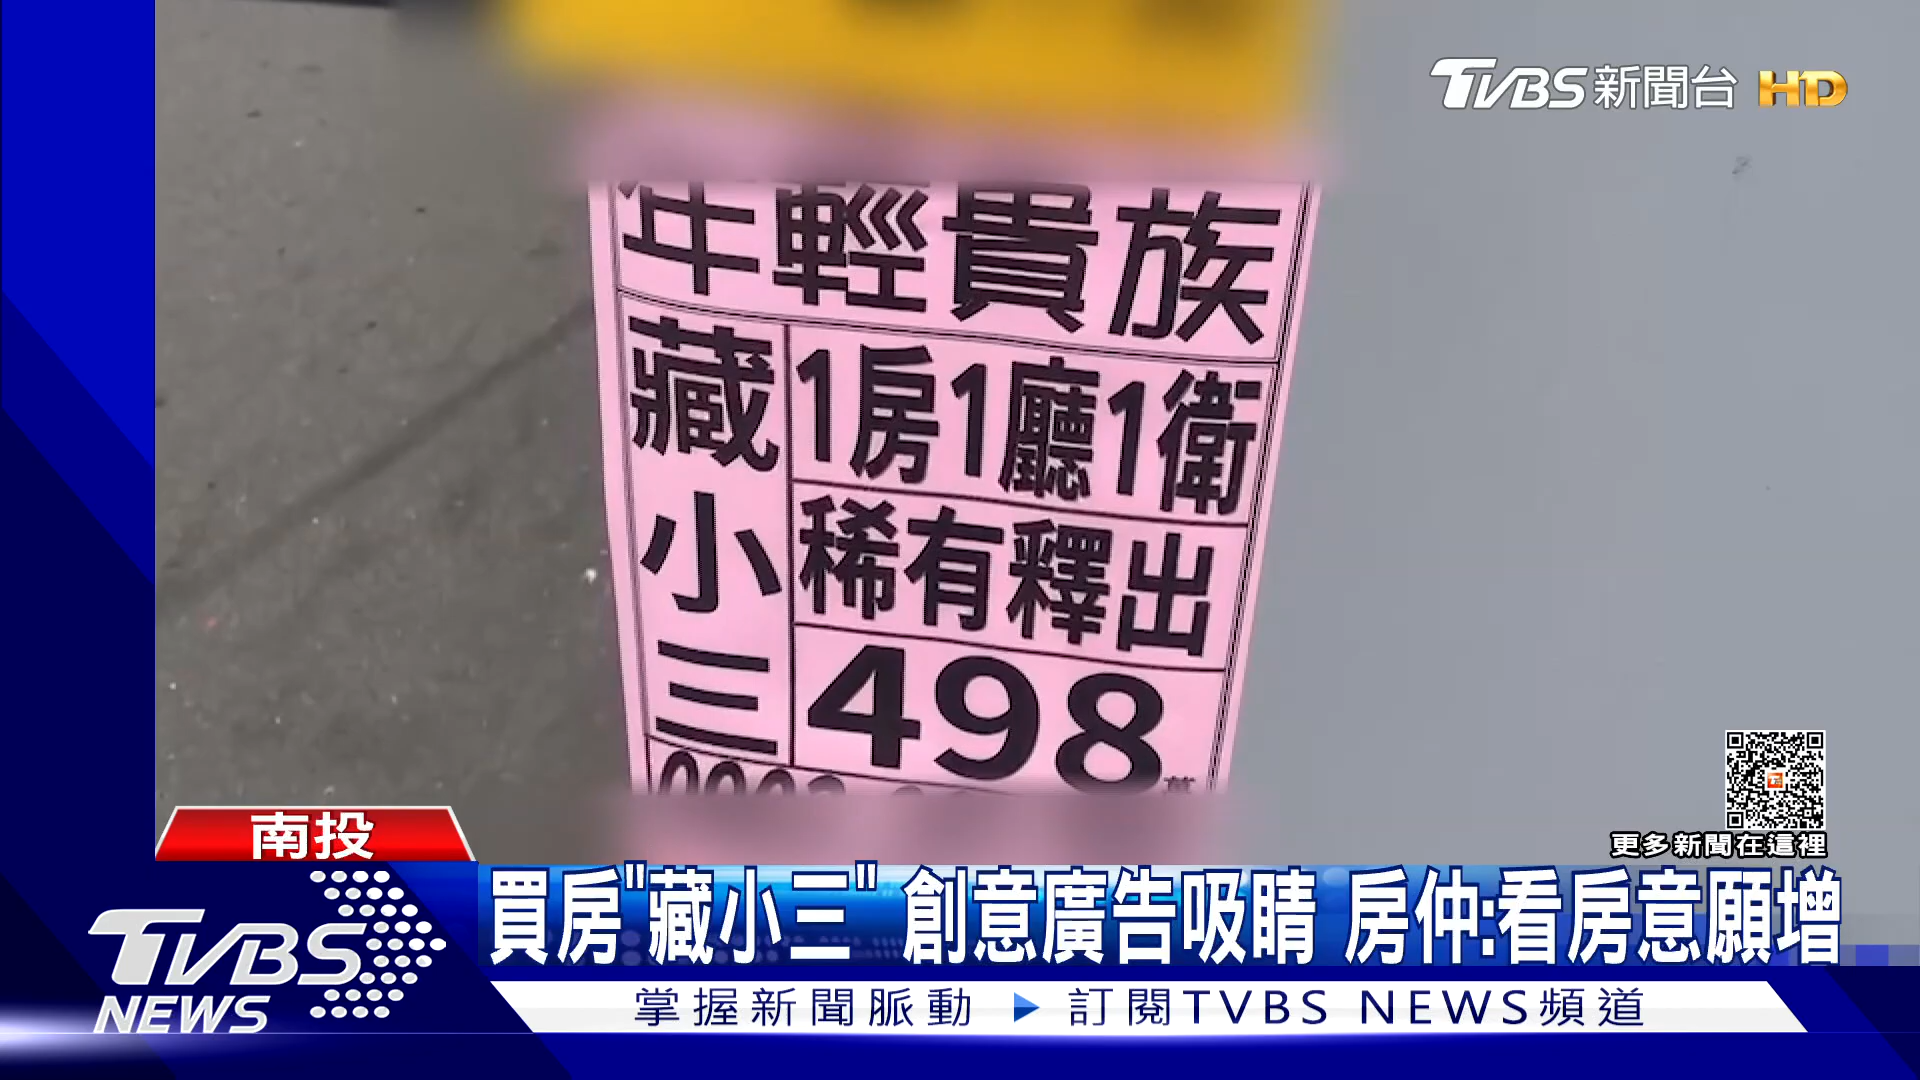 TVBS新聞台 HD
年輕貴族
藏小三
1房1廳1衛
稀有釋出
498
萬
更多新聞在這裡
南投
買房"藏小三" 創意廣告吸睛 房仲:看房意願增
TVBS NEWS
掌握新聞脈動 訂閱TVBS NEWS頻道